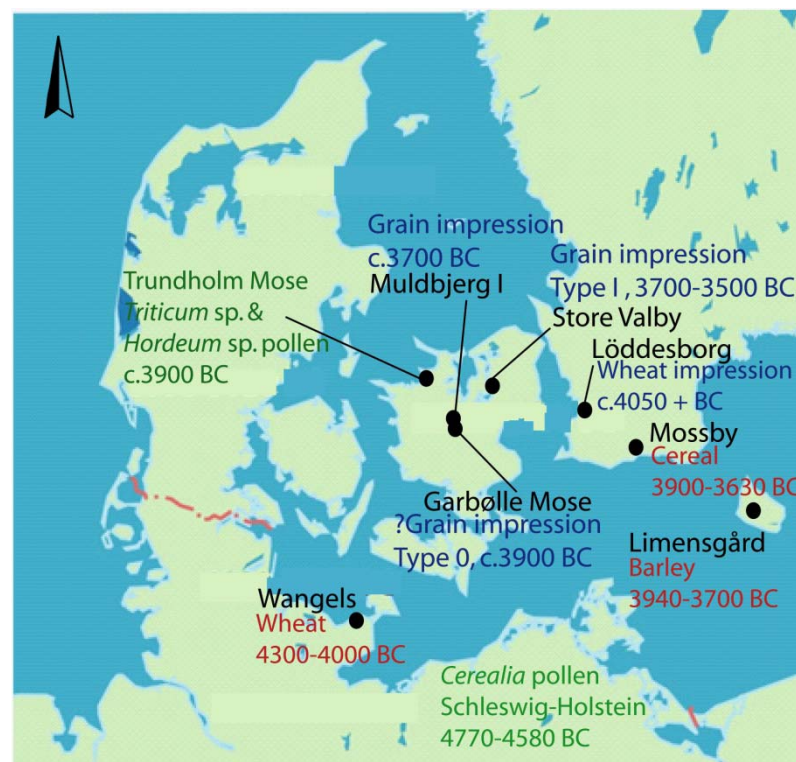 Grain impression
c.3700 BC
Muldbjerg I
Trundholm Mose
Triticum sp. &
Hordeum sp. pollen
c.3900 BC
Grain impression
Type I , 3700-3500 BC
Store Valby
Löddesborg
Wheat impression
c.4050 + BC
Mossby
Cereal
3900-3630 BC
Garbølle Mose
?Grain impression
Type 0, c.3900 BC
Limensgård
Barley
3940-3700 BC
Wangels
Wheat
4300-4000 BC
Cerealia pollen
Schleswig-Holstein
4770-4580 BC